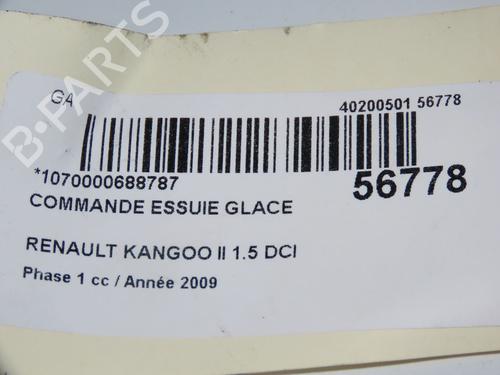 GA
40200501 56778
*1070000688787
56778
COMMANDE ESSUIE GLACE
RENAULT KANGOO II 1.5 DCI
Phase 1 cc / Année 2009
B-PARTS